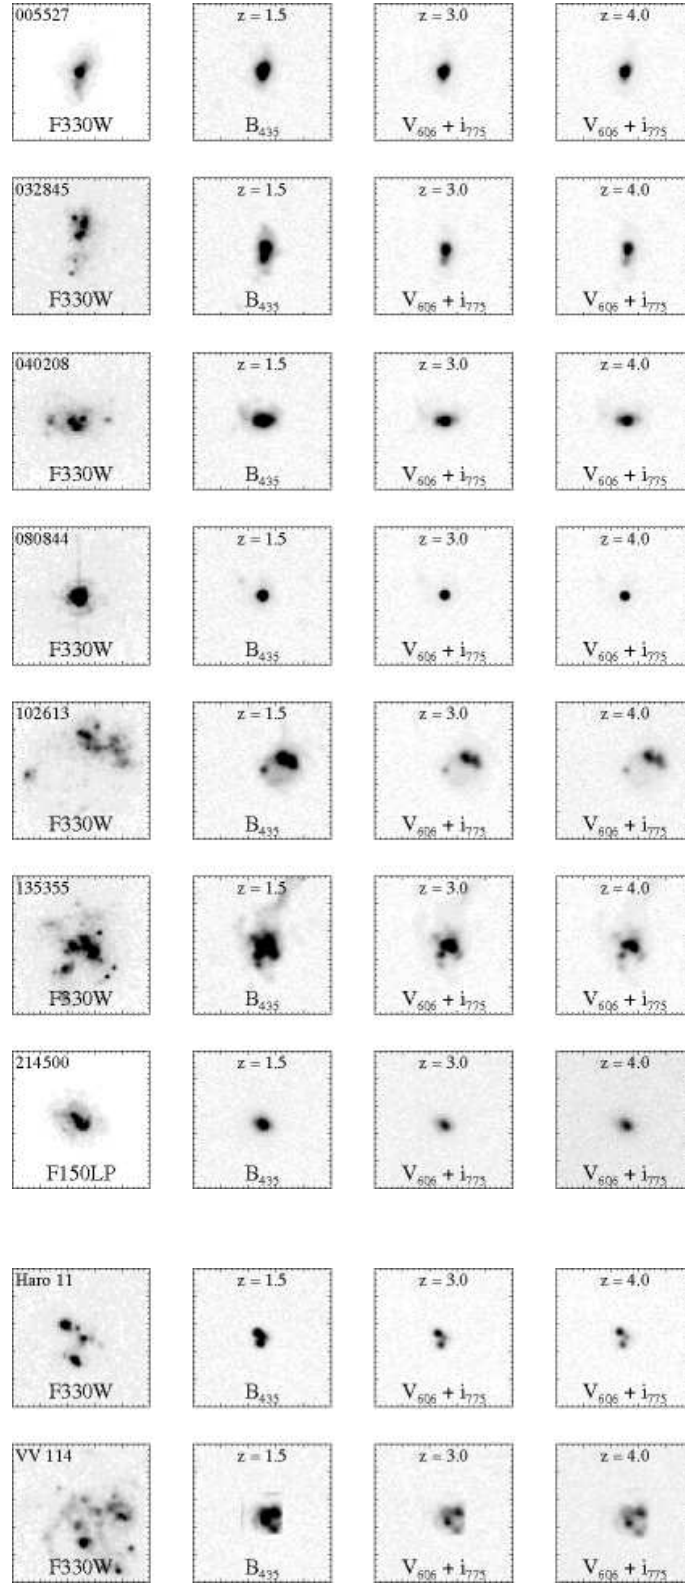 005527 z = 1.5 z = 3.0 z = 4.0
F330W B₄₃₅ V₆₀₆ + i₇₇₅ V₆₀₆ + i₇₇₅
032845 z = 1.5 z = 3.0 z = 4.0
F330W B₄₃₅ V₆₀₆ + i₇₇₅ V₆₀₆ + i₇₇₅
040208 z = 1.5 z = 3.0 z = 4.0
F330W B₄₃₅ V₆₀₆ + i₇₇₅ V₆₀₆ + i₇₇₅
080844 z = 1.5 z = 3.0 z = 4.0
F330W B₄₃₅ V₆₀₆ + i₇₇₅ V₆₀₆ + i₇₇₅
102613 z = 1.5 z = 3.0 z = 4.0
F330W B₄₃₅ V₆₀₆ + i₇₇₅ V₆₀₆ + i₇₇₅
135355 z = 1.5 z = 3.0 z = 4.0
F330W B₄₃₅ V₆₀₆ + i₇₇₅ V₆₀₆ + i₇₇₅
214500 z = 1.5 z = 3.0 z = 4.0
F150LP B₄₃₅ V₆₀₆ + i₇₇₅ V₆₀₆ + i₇₇₅
Haro 11 z = 1.5 z = 3.0 z = 4.0
F330W B₄₃₅ V₆₀₆ + i₇₇₅ V₆₀₆ + i₇₇₅
VV 114 z = 1.5 z = 3.0 z = 4.0
F330W B₄₃₅ V₆₀₆ + i₇₇₅ V₆₀₆ + i₇₇₅